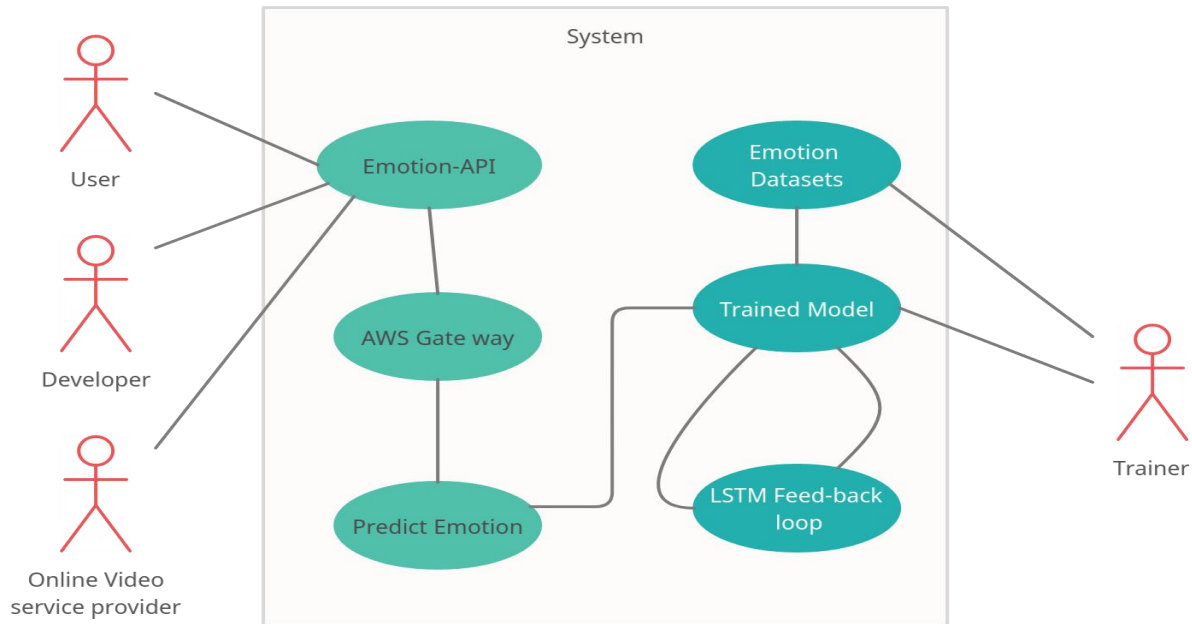 System
User
Developer
Online Video
service provider
Emotion-API
AWS Gate way
Predict Emotion
Emotion
Datasets
Trained Model
LSTM Feed-back
loop
Trainer